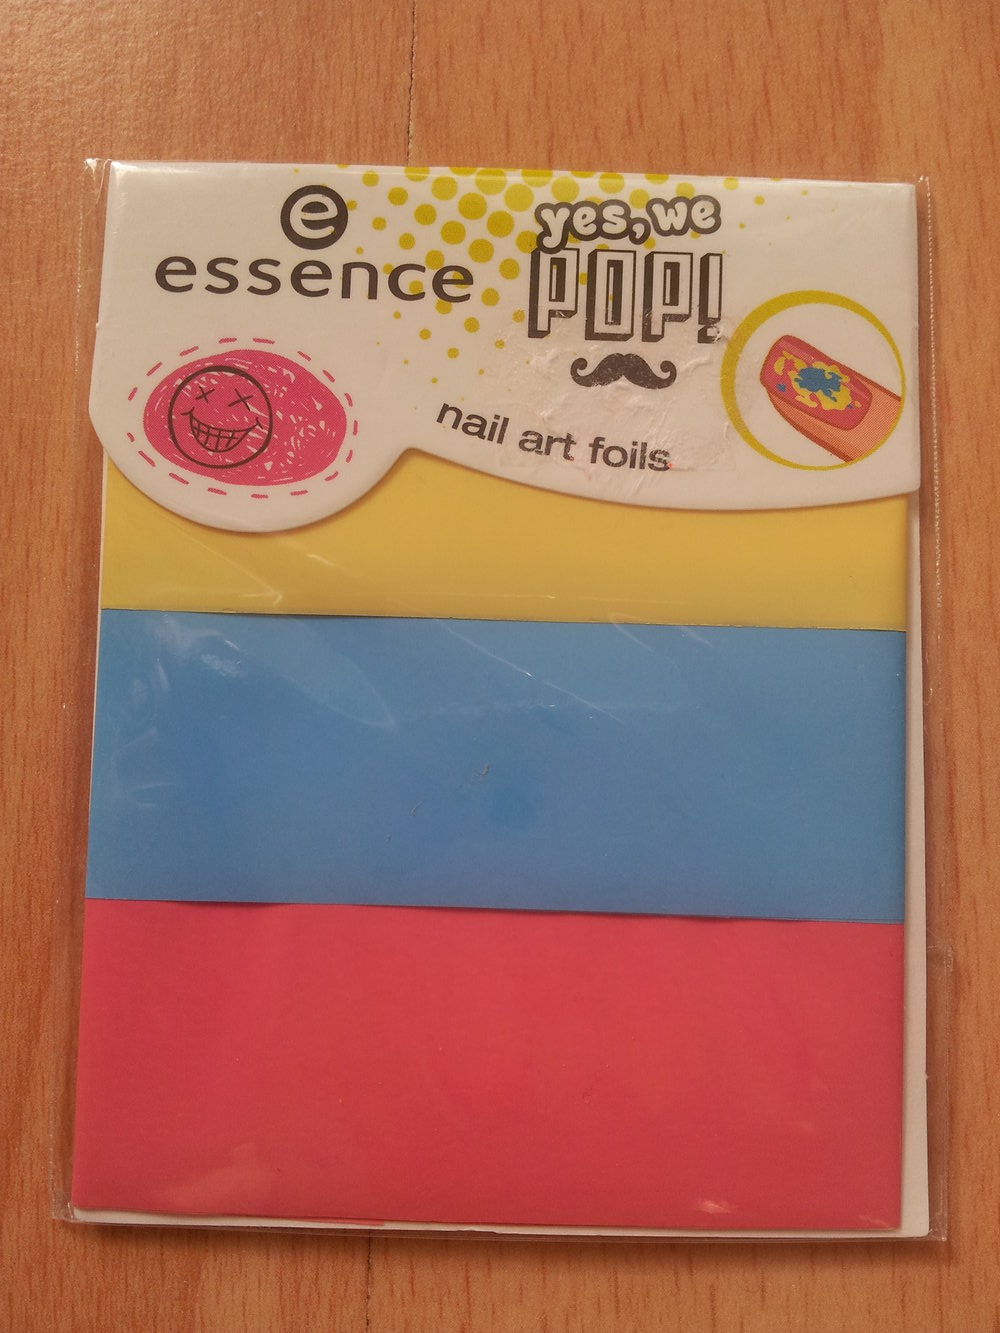 e
essence
yes, we
POP!
nail art foils